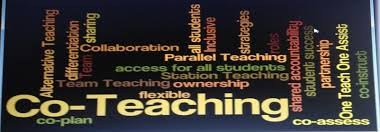 Alternative Teaching
differentiation
Team
sharing
Collaboration
all students
Inclusive
strategies
roles
shared accountability
student success
partnership
One Teach One Assist
Parallel Teaching
access for all students
Station Teaching
Team Teaching
ownership
flexible
Co-Teaching
co-plan
co-assess